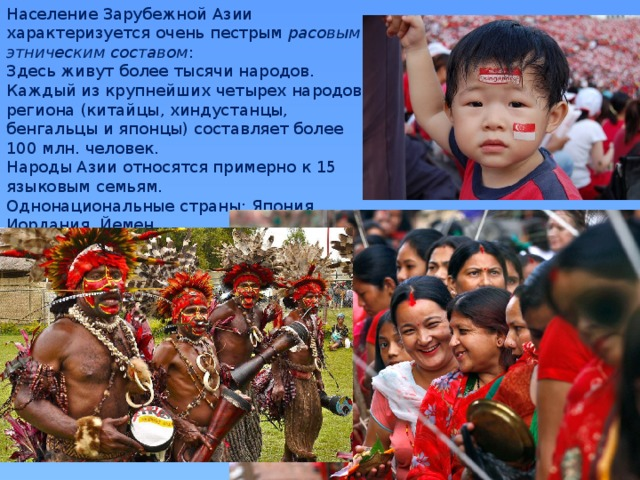 Население Зарубежной Азии
характеризуется очень пестрым расовым
этническим составом:
Здесь живут более тысячи народов.
Каждый из крупнейших четырех народов
региона (китайцы, хиндустанцы,
бенгальцы и японцы) составляет более
100 млн. человек.
Народы Азии относятся примерно к 15
языковым семьям.
Однонациональные страны: Япония,
Иордания, Йемен